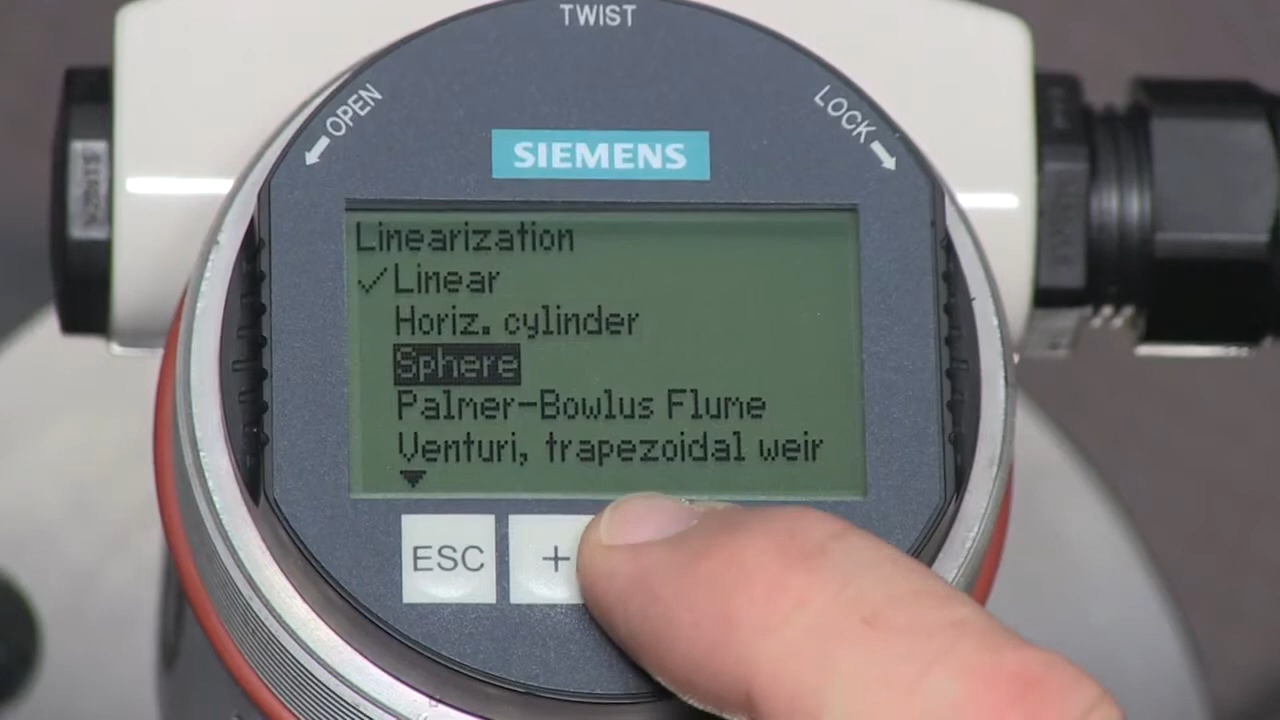 TWIST
OPEN
LOCK
SIEMENS
Linearization
✓Linear
Horiz. cylinder
Sphere
Palmer-Bowlus Flume
Venturi, trapezoidal weir
ESC
+